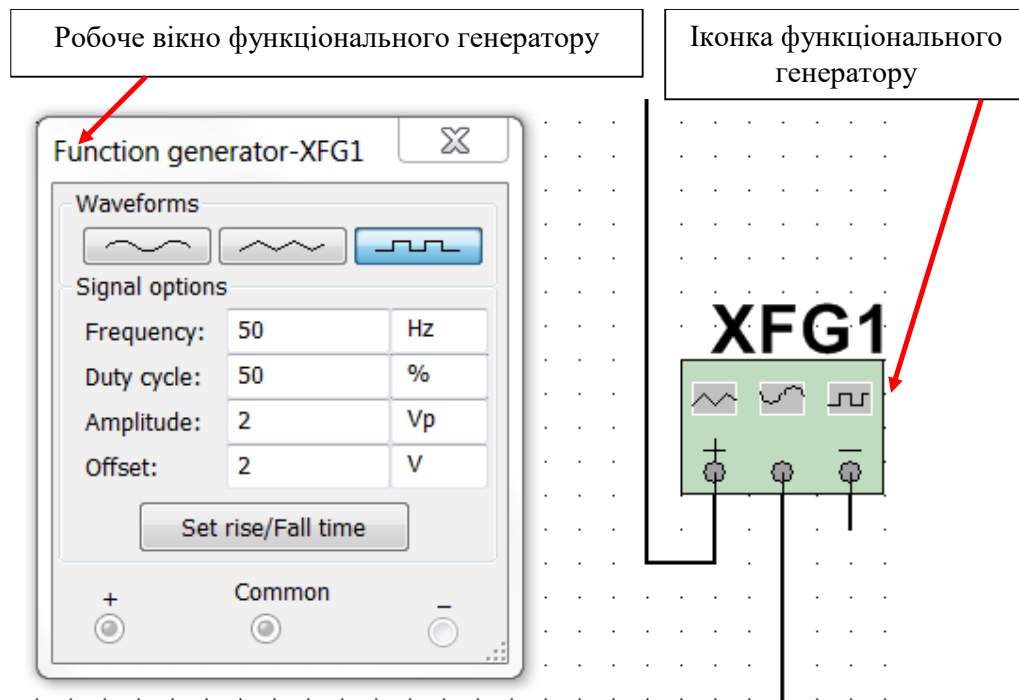 Робоче вікно функціонального генератору
Іконка функціонального
генератору
Function generator-XFG1
Waveforms
Signal options
Frequency: 50 Hz
Duty cycle: 50 %
Amplitude: 2 Vp
Offset: 2 V
Set rise/Fall time
+ Common −
XFG1
+ −